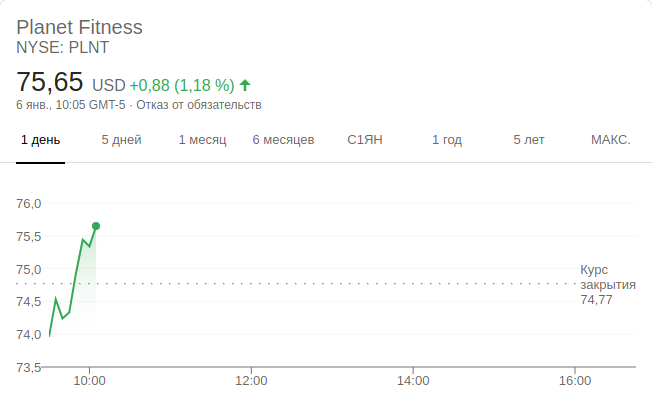 Planet Fitness
NYSE: PLNT
75,65 USD +0,88 (1,18 %)
6 янв., 10:05 GMT-5 · Отказ от обязательств
1 день 5 дней 1 месяц 6 месяцев С1ЯН 1 год 5 лет МАКС.
76,0
75,5
75,0
74,5
74,0
73,5
Курс
закрытия
74,77
10:00 12:00 14:00 16:00